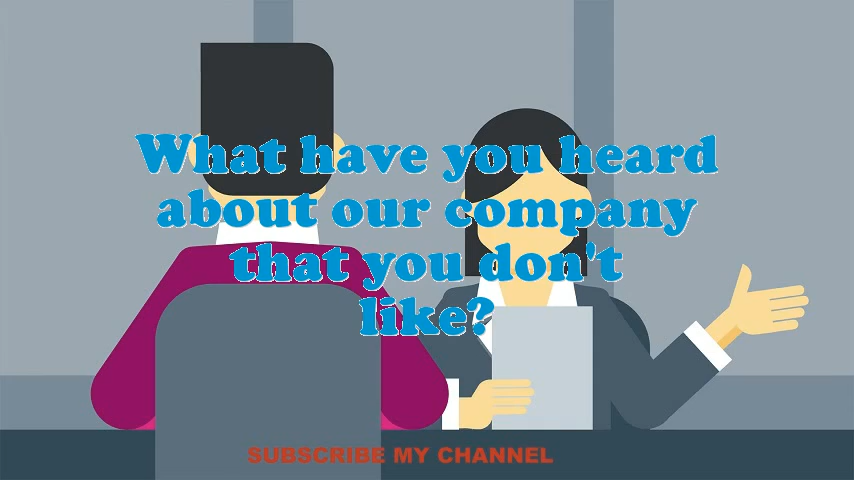 What have you heard
about our company
that you don't
like?
SUBSCRIBE MY CHANNEL